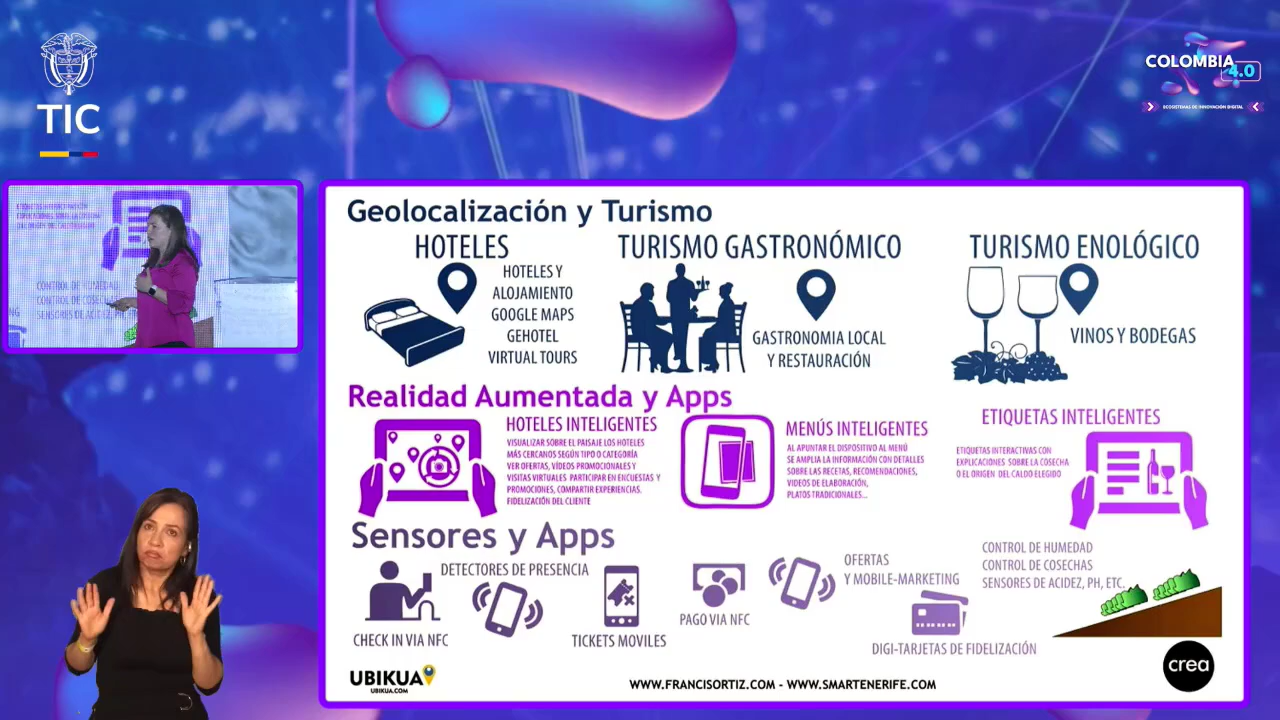 TIC
COLOMBIA
4.0
ECOSISTEMAS DE INNOVACIÓN DIGITAL
CONTROL DE HUMEDAD
CONTROL DE COSECHAS
Geolocalización y Turismo
HOTELES
HOTELES Y
ALOJAMIENTO
GOOGLE MAPS
GEHOTEL
VIRTUAL TOURS
TURISMO GASTRONÓMICO
GASTRONOMIA LOCAL
Y RESTAURACIÓN
TURISMO ENOLÓGICO
VINOS Y BODEGAS
Realidad Aumentada y Apps
HOTELES INTELIGENTES
VISUALIZAR SOBRE EL PAISAJE LOS HOTELES
MÁS CERCANOS SEGÚN TIPO O CATEGORÍA
VER OFERTAS, VÍDEOS PROMOCIONALES Y
VISITAS VIRTUALES PARTICIPAR EN ENCUESTAS Y
PROMOCIONES, COMPARTIR EXPERIENCIAS.
FIDELIZACIÓN DEL CLIENTE
MENÚS INTELIGENTES
AL APUNTAR EL DISPOSITIVO AL MENÚ
SE AMPLIA LA INFORMACIÓN CON DETALLES
SOBRE LAS RECETAS, RECOMENDACIONES,
VIDEOS DE ELABORACIÓN,
PLATOS TRADICIONALES...
ETIQUETAS INTELIGENTES
ETIQUETAS INTERACTIVAS CON
EXPLICACIONES SOBRE LA COSECHA
O EL ORIGEN DEL CALDO ELEGIDO
Sensores y Apps
CHECK IN VIA NFC
DETECTORES DE PRESENCIA
TICKETS MOVILES
PAGO VIA NFC
OFERTAS
Y MOBILE-MARKETING
DIGI-TARJETAS DE FIDELIZACIÓN
CONTROL DE HUMEDAD
CONTROL DE COSECHAS
SENSORES DE ACIDEZ, PH, ETC.
UBIKUA
UBIKUA.COM
WWW.FRANCISORTIZ.COM - WWW.SMARTENERIFE.COM
crea